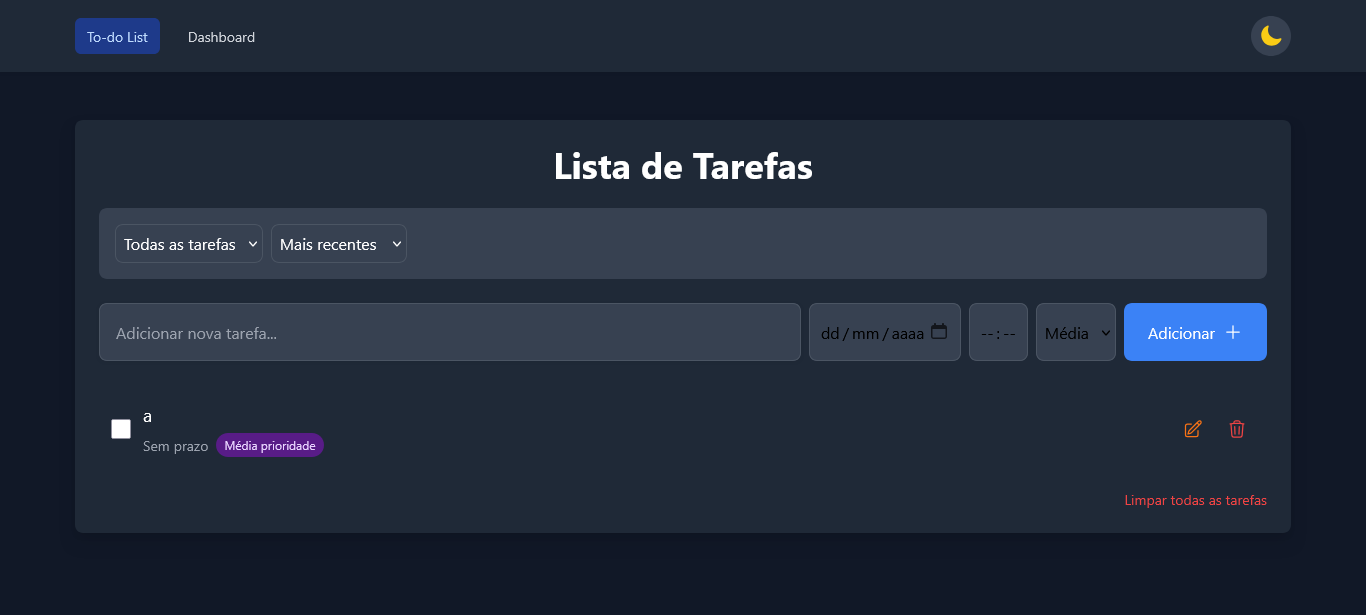 To-do List Dashboard
Lista de Tarefas
Todas as tarefas Mais recentes
Adicionar nova tarefa... dd/mm/aaaa --:-- Média Adicionar
a
Sem prazo Média prioridade
Limpar todas as tarefas